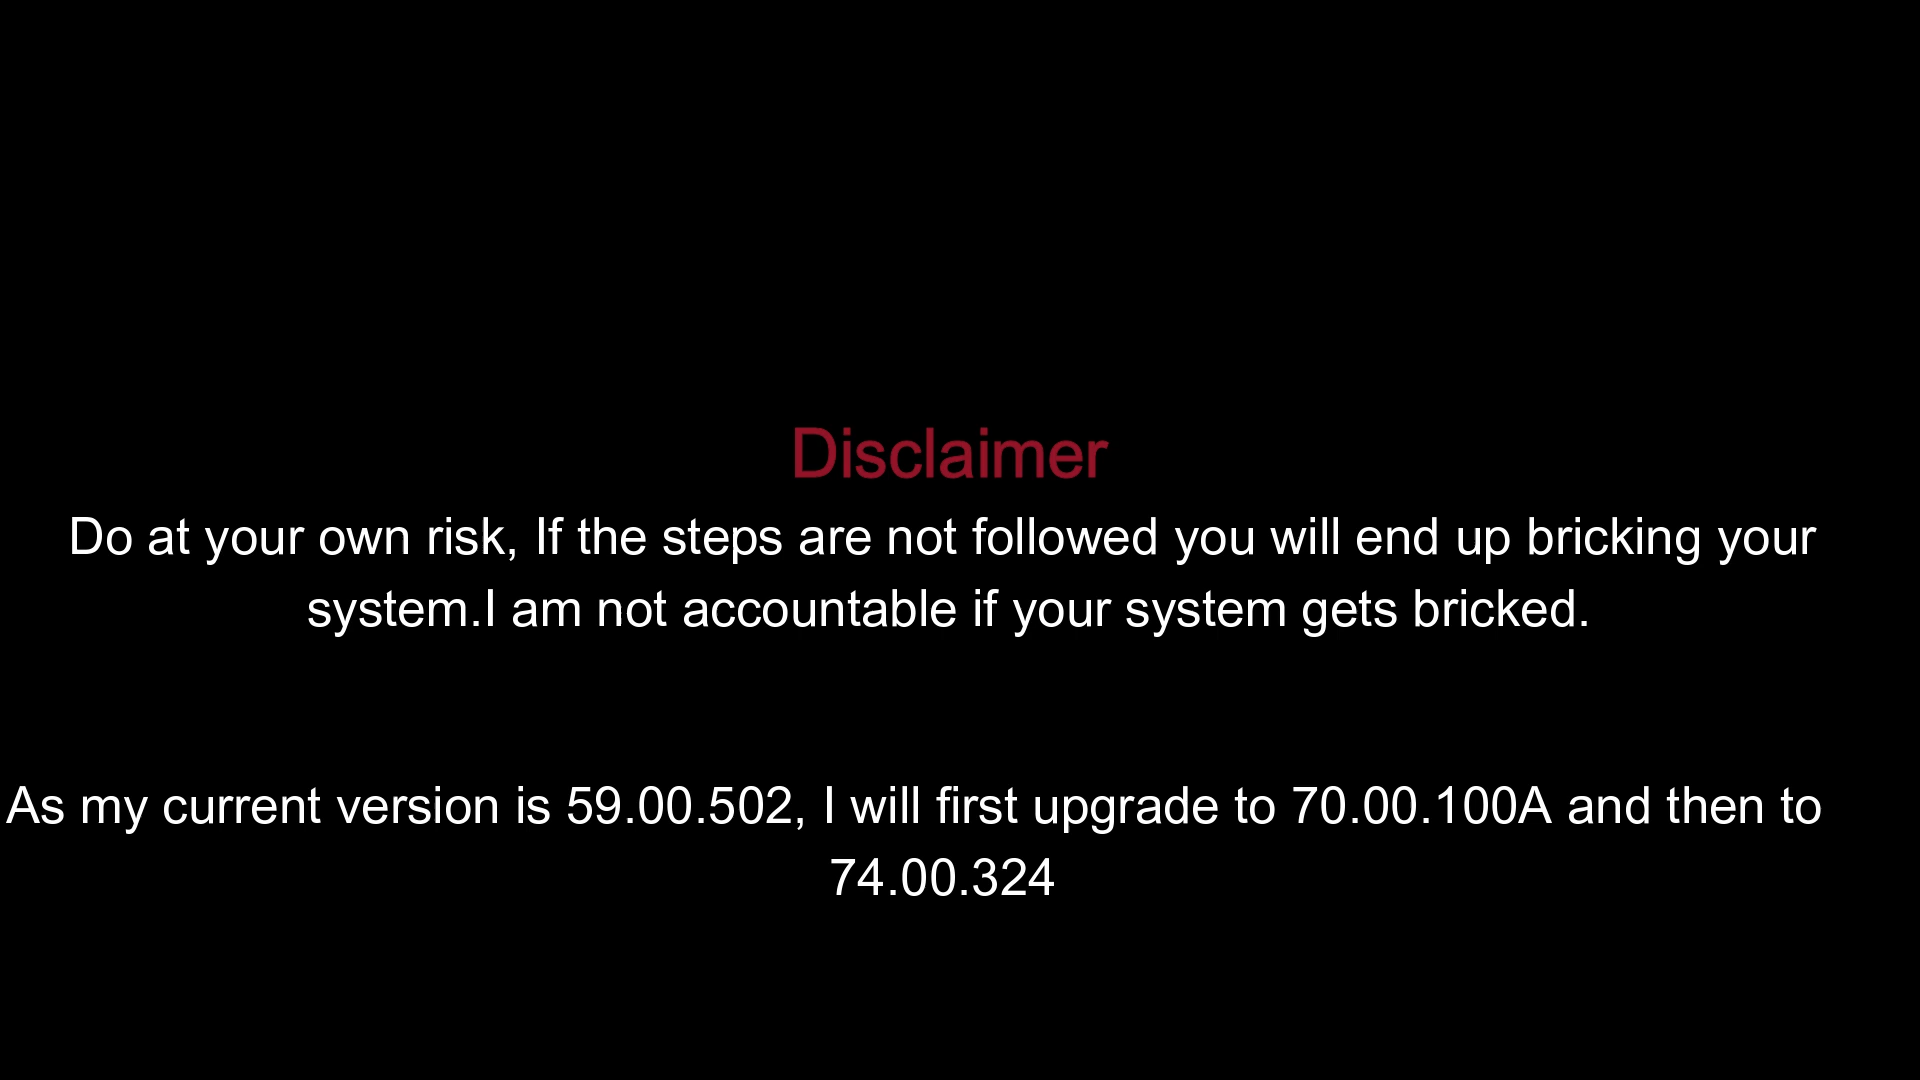 Disclaimer
Do at your own risk, If the steps are not followed you will end up bricking your
system.I am not accountable if your system gets bricked.
As my current version is 59.00.502, I will first upgrade to 70.00.100A and then to
74.00.324